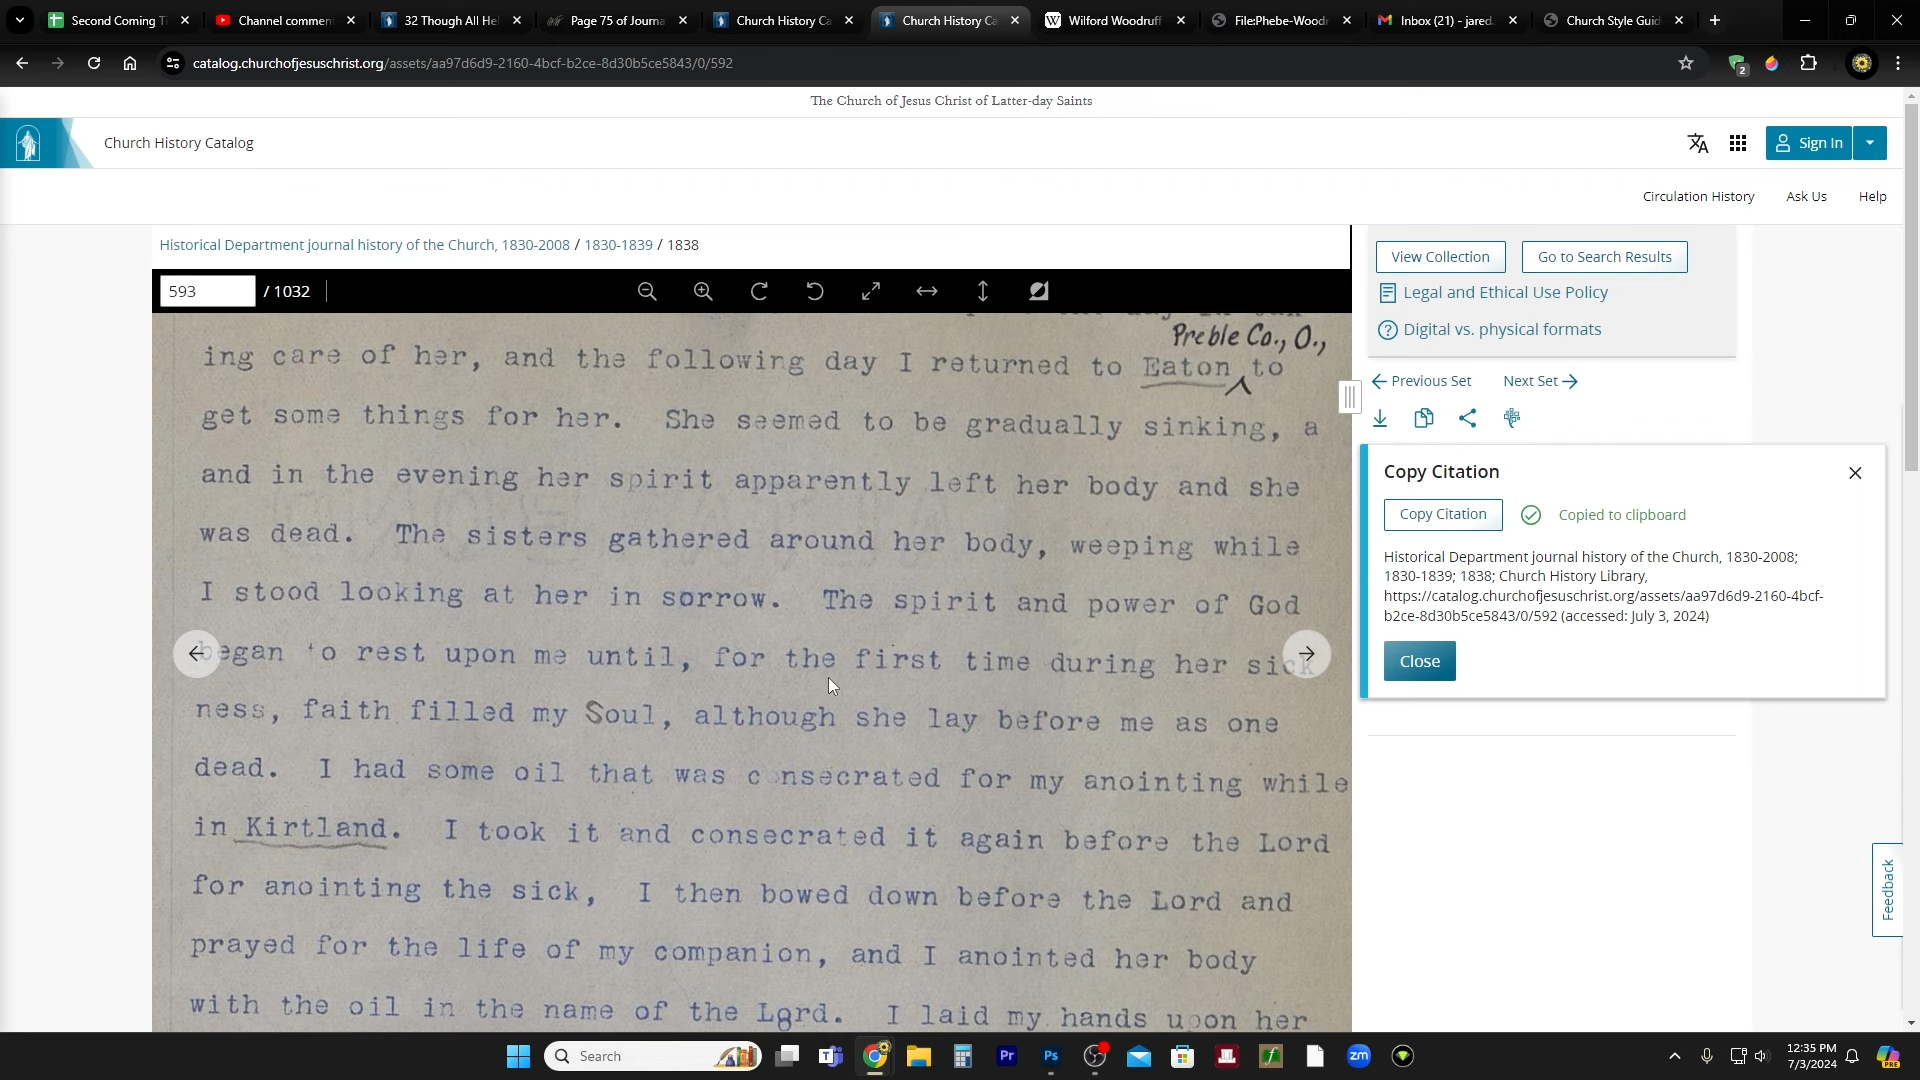 Second Coming Ti
Channel commen
32 Though All He
Page 75 of Journa
Church History Ca
Church History Ca
Wilford Woodruff
File:Phebe-Woodr
Inbox (21) - jared.
Church Style Guid
catalog.churchofjesuschrist.org/assets/aa97d6d9-2160-4bcf-b2ce-8d30b5ce5843/0/592
2
The Church of Jesus Christ of Latter-day Saints
Church History Catalog
Sign In
Circulation History Ask Us Help
Historical Department journal history of the Church, 1830-2008 / 1830-1839 / 1838
593 / 1032
Preble Co., O.,
ing care of her, and the following day I returned to Eaton ^ to
get some things for her. She seemed to be gradually sinking, a
and in the evening her spirit apparently left her body and she
was dead. The sisters gathered around her body, weeping while
I stood looking at her in sorrow. The spirit and power of God
began to rest upon me until, for the first time during her sick
ness, faith filled my Soul, although she lay before me as one
dead. I had some oil that was consecrated for my anointing while
in Kirtland. I took it and consecrated it again before the Lord
for anointing the sick, I then bowed down before the Lord and
prayed for the life of my companion, and I anointed her body
with the oil in the name of the Lord. I laid my hands upon her
View Collection Go to Search Results
Legal and Ethical Use Policy
Digital vs. physical formats
Previous Set Next Set
Copy Citation
Copy Citation Copied to clipboard
Historical Department journal history of the Church, 1830-2008;
1830-1839; 1838; Church History Library,
https://catalog.churchofjesuschrist.org/assets/aa97d6d9-2160-4bcf-
b2ce-8d30b5ce5843/0/592 (accessed: July 3, 2024)
Close
Feedback
Search
Pr
Ps
zm
PRE
12:35 PM
7/3/2024